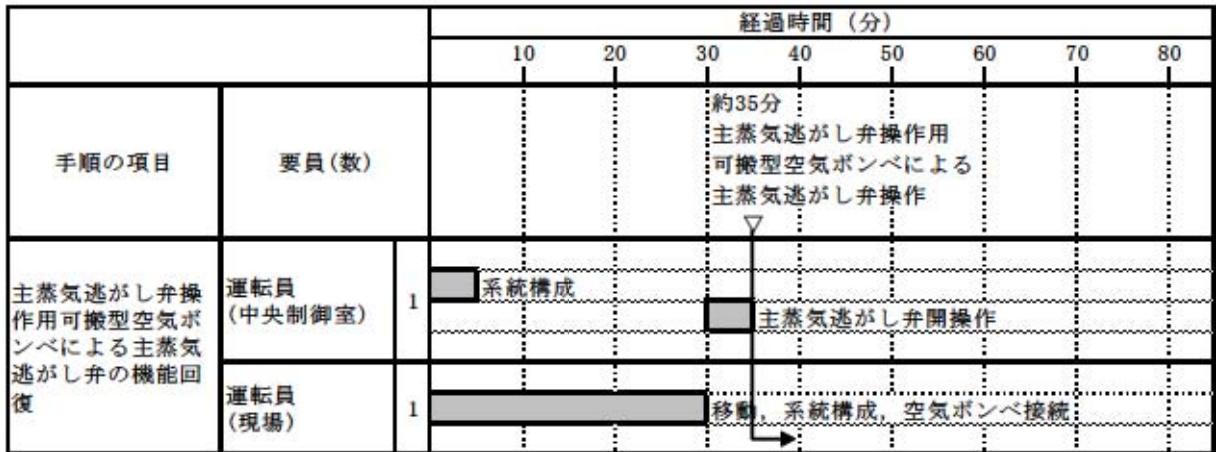 経過時間（分）
10 20 30 40 50 60 70 80
手順の項目
要員(数)
約35分
主蒸気逃がし弁操作用
可搬型空気ボンベによる
主蒸気逃がし弁操作
主蒸気逃がし弁操
作用可搬型空気ボ
ンベによる主蒸気
逃がし弁の機能回
復
運転員
(中央制御室)
1
系統構成
主蒸気逃がし弁開操作
運転員
(現場)
1
移動，系統構成，空気ボンベ接続